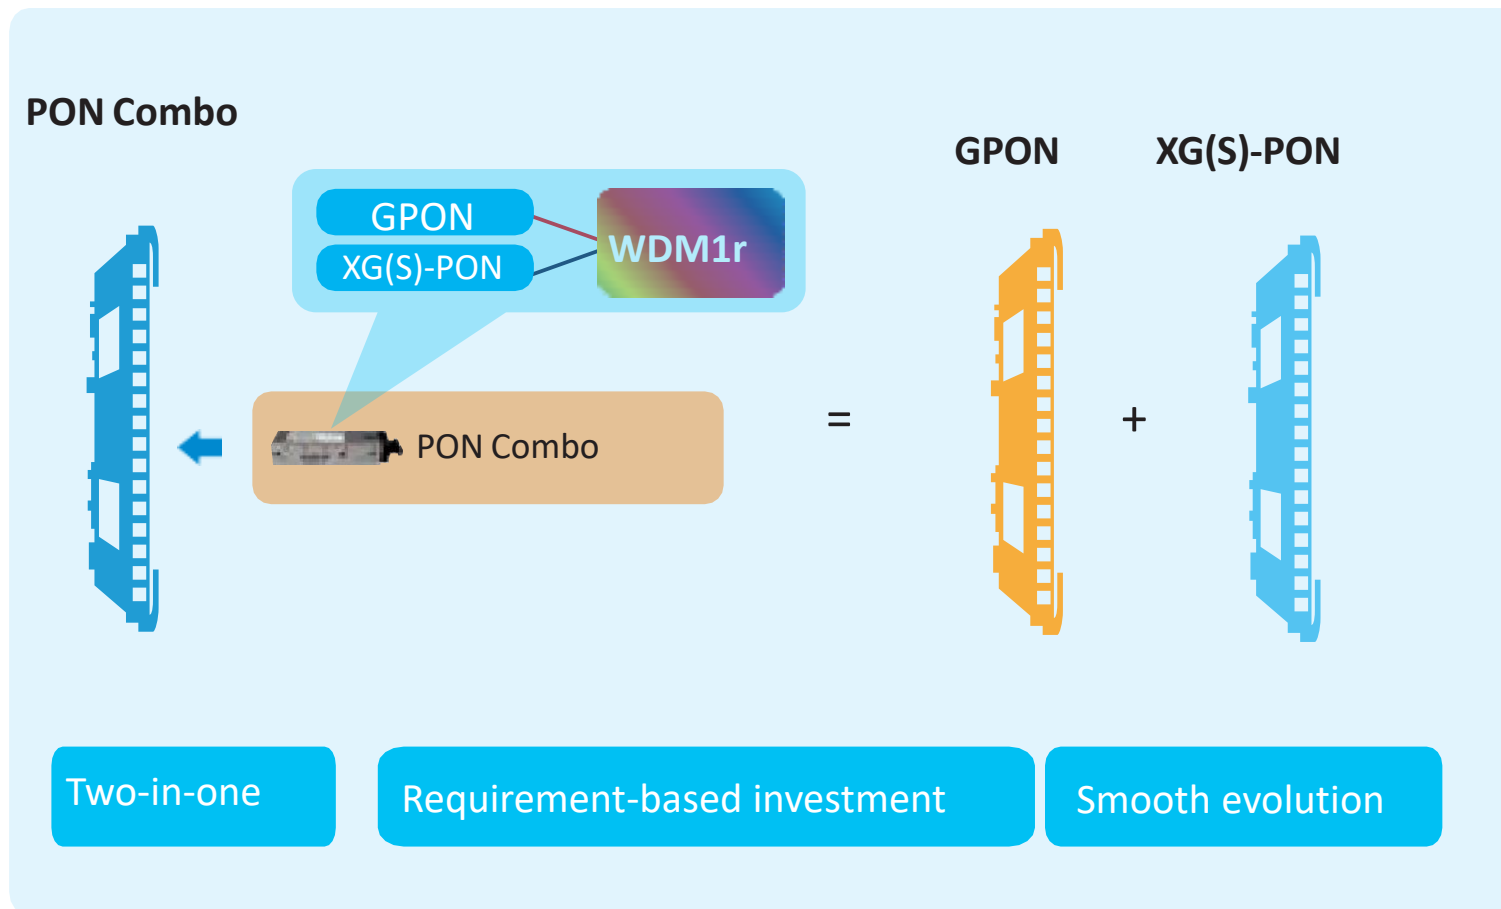 PON Combo
GPON
XG(S)-PON
GPON
XG(S)-PON
WDM1r
PON Combo
=
+
Two-in-one
Requirement-based investment
Smooth evolution